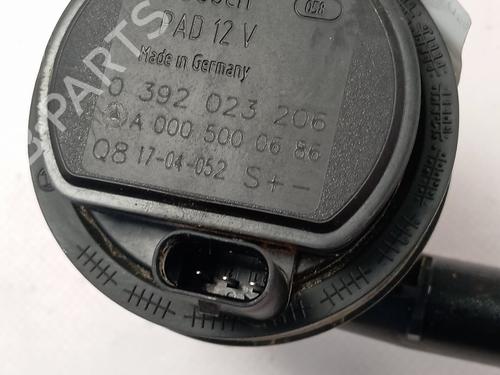 PAD 12 V
Made in Germany
0 392 023 206
A 000 500 06 86
Q8 17-04-052 S + -